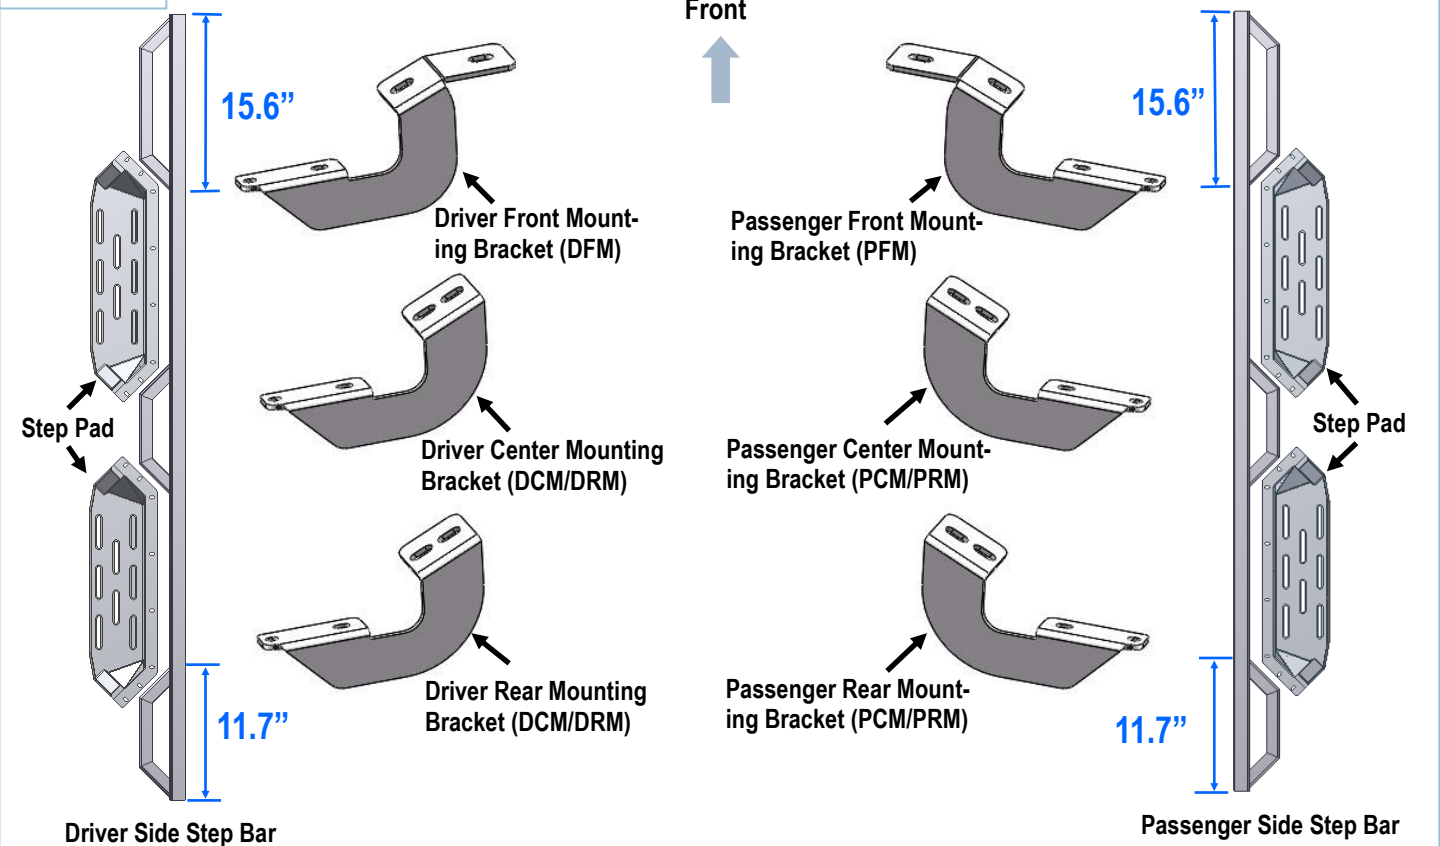 Front
15.6”
15.6”
Driver Front Mount-
ing Bracket (DFM)
Passenger Front Mount-
ing Bracket (PFM)
Step Pad
Driver Center Mounting
Bracket (DCM/DRM)
Passenger Center Mount-
ing Bracket (PCM/PRM)
Step Pad
Driver Rear Mounting
Bracket (DCM/DRM)
Passenger Rear Mount-
ing Bracket (PCM/PRM)
11.7”
11.7”
Driver Side Step Bar
Passenger Side Step Bar